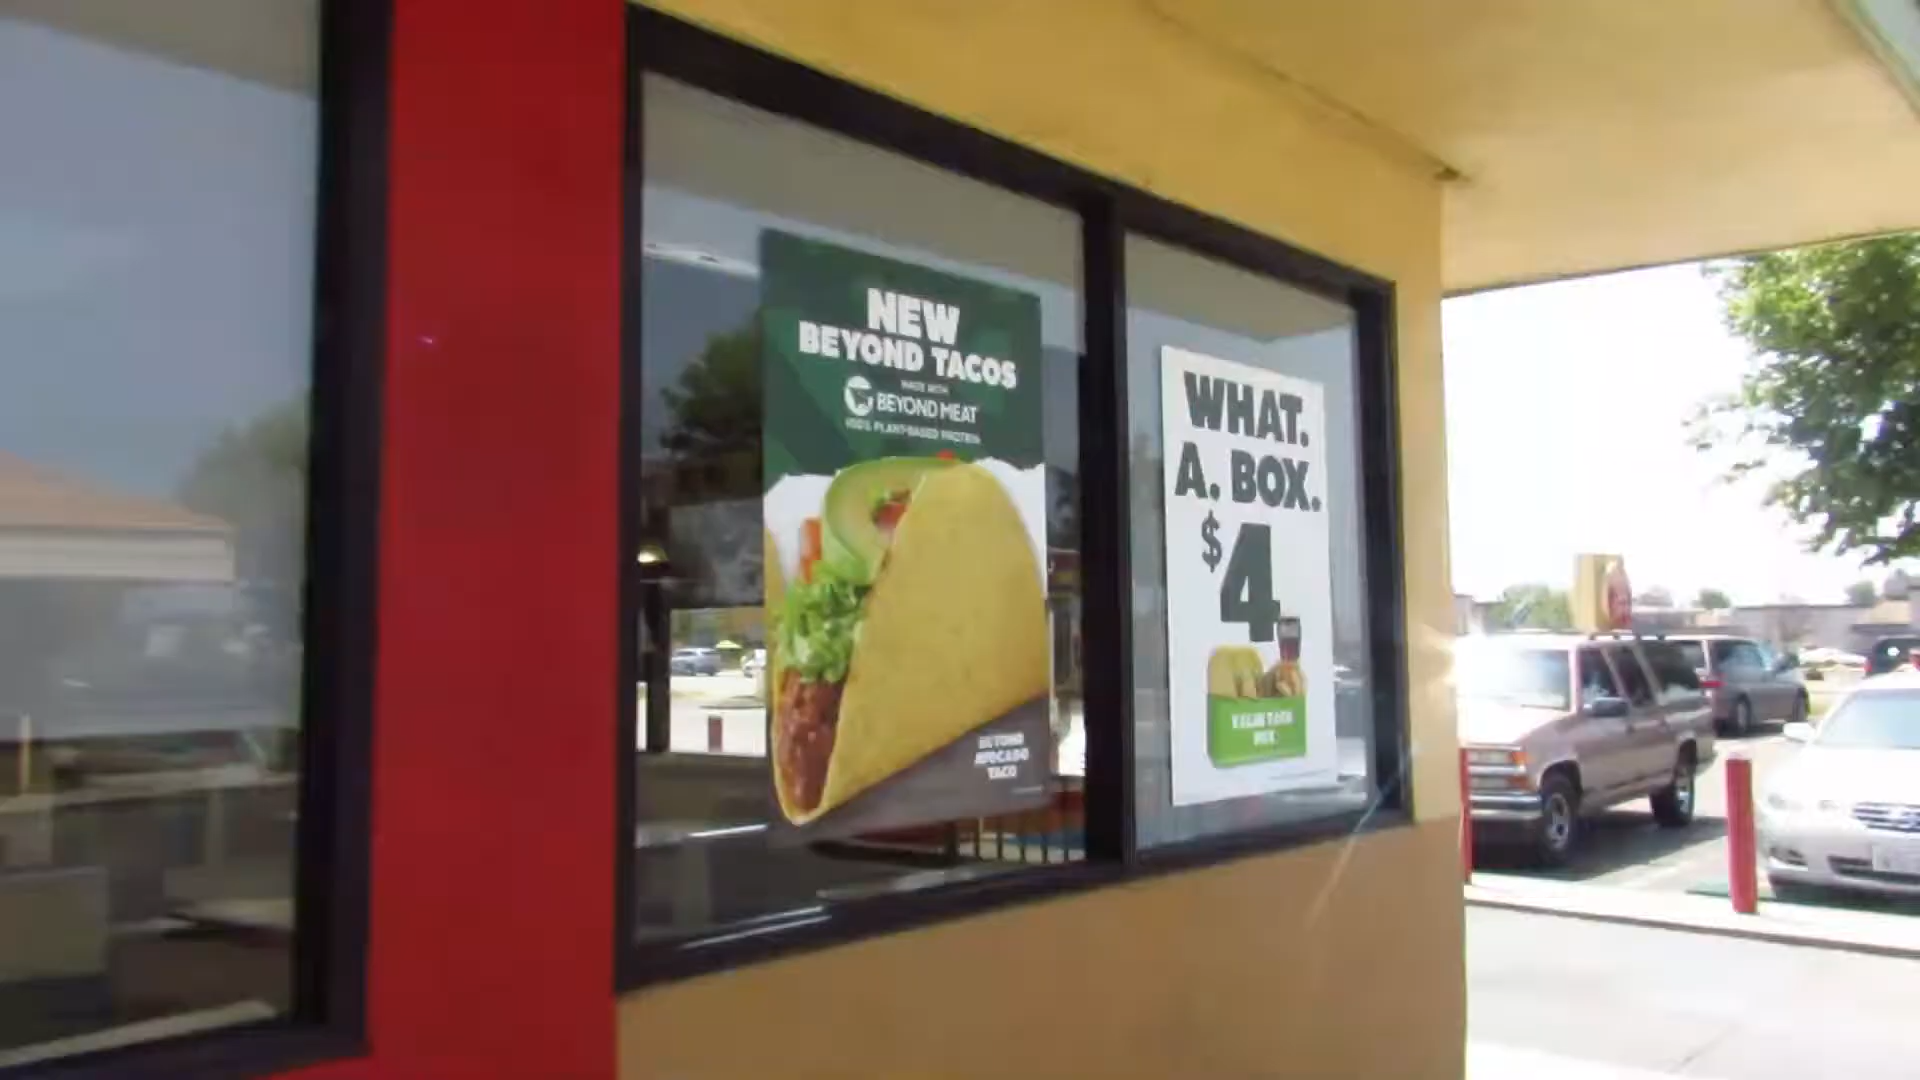 NEW
BEYOND TACOS
MADE WITH
BEYOND MEAT
100% PLANT-BASED PROTEIN
BEYOND
AVOCADO
TACO
WHAT.
A. BOX.
$4